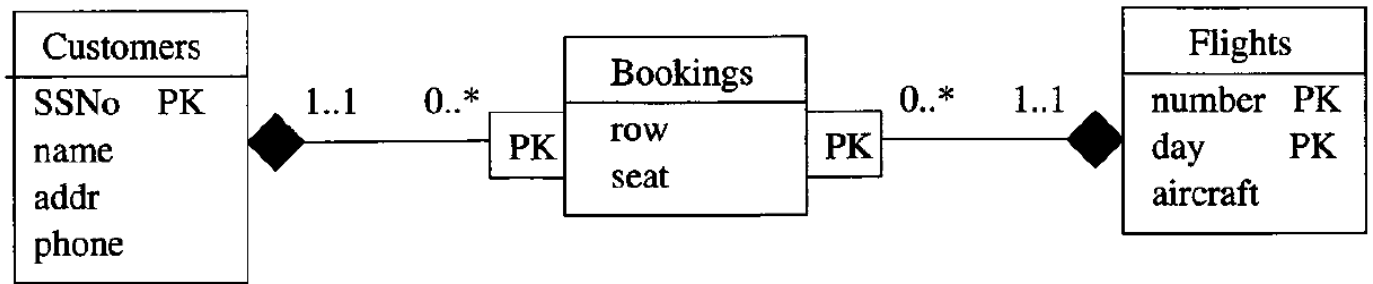 Customers
SSNo PK
name
addr
phone
1..1
0..*
PK
Bookings
row
seat
PK
0..*
1..1
Flights
number PK
day PK
aircraft